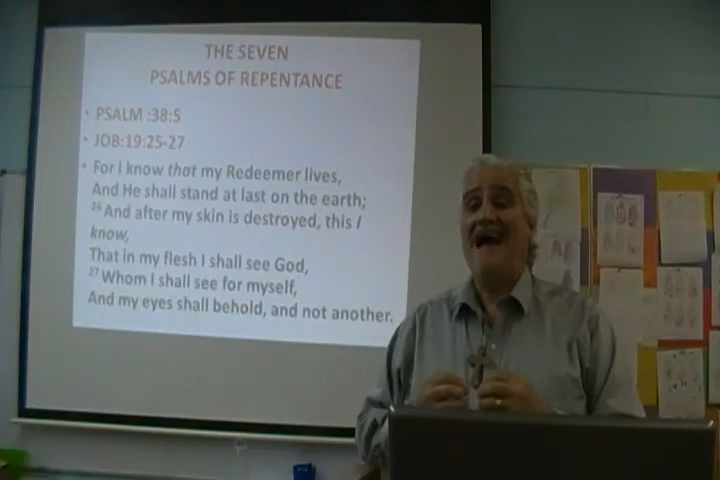 THE SEVEN
PSALMS OF REPENTANCE
• PSALM :38:5
• JOB:19:25-27
• For I know that my Redeemer lives,
And He shall stand at last on the earth;
26 And after my skin is destroyed, this I
know,
That in my flesh I shall see God,
27 Whom I shall see for myself,
And my eyes shall behold, and not another.